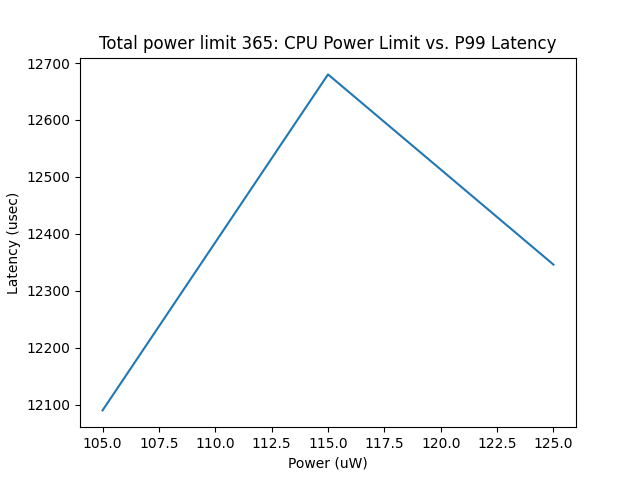 Total power limit 365: CPU Power Limit vs. P99 Latency
12700
12600
12500
12400
12300
12200
12100
Latency (usec)
105.0 107.5 110.0 112.5 115.0 117.5 120.0 122.5 125.0
Power (uW)